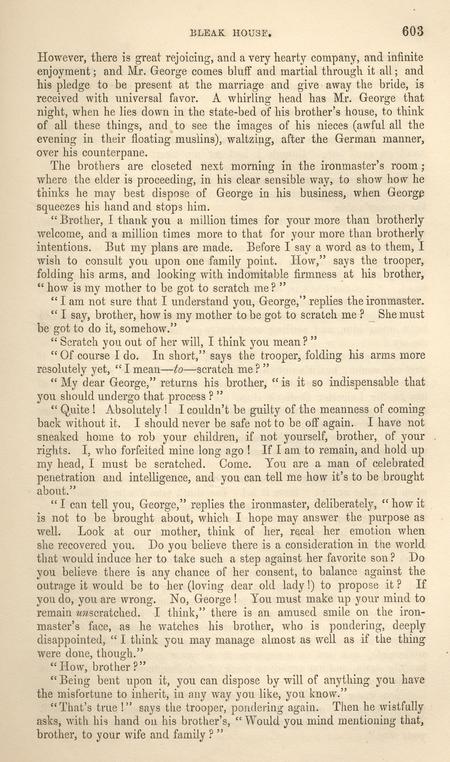 BLEAK HOUSE. 603
However, there is great rejoicing, and a very hearty company, and infinite
enjoyment; and Mr. George comes bluff and martial through it all; and
his pledge to be present at the marriage and give away the bride, is
received with universal favor. A whirling head has Mr. George that
night, when he lies down in the state-bed of his brother's house, to think
of all these things, and to see the images of his nieces (awful all the
evening in their floating muslins), waltzing, after the German manner,
over his counterpane.
The brothers are closeted next morning in the ironmaster's room;
where the elder is proceeding, in his clear sensible way, to show how he
thinks he may best dispose of George in his business, when George
squeezes his hand and stops him.
"Brother, I thank you a million times for your more than brotherly
welcome, and a million times more to that for your more than brotherly
intentions. But my plans are made. Before I say a word as to them, I
wish to consult you upon one family point. How," says the trooper,
folding his arms, and looking with indomitable firmness at his brother,
"how is my mother to be got to scratch me?"
"I am not sure that I understand you, George," replies the ironmaster.
"I say, brother, how is my mother to be got to scratch me? She must
be got to do it, somehow."
"Scratch you out of her will, I think you mean?"
"Of course I do. In short," says the trooper, folding his arms more
resolutely yet, "I mean—to—scratch me?"
"My dear George," returns his brother, "is it so indispensable that
you should undergo that process?"
"Quite! Absolutely! I couldn't be guilty of the meanness of coming
back without it. I should never be safe not to be off again. I have not
sneaked home to rob your children, if not yourself, brother, of your
rights. I, who forfeited mine long ago! If I am to remain, and hold up
my head, I must be scratched. Come. You are a man of celebrated
penetration and intelligence, and you can tell me how it's to be brought
about."
"I can tell you, George," replies the ironmaster, deliberately, "how it
is not to be brought about, which I hope may answer the purpose as
well. Look at our mother, think of her, recal her emotion when
she recovered you. Do you believe there is a consideration in the world
that would induce her to take such a step against her favorite son? Do
you believe there is any chance of her consent, to balance against the
outrage it would be to her (loving dear old lady!) to propose it? If
you do, you are wrong. No, George! You must make up your mind to
remain unscratched. I think," there is an amused smile on the iron-
master's face, as he watches his brother, who is pondering, deeply
disappointed, "I think you may manage almost as well as if the thing
were done, though."
"How, brother?"
"Being bent upon it, you can dispose by will of anything you have
the misfortune to inherit, in any way you like, you know."
"That's true!" says the trooper, pondering again. Then he wistfully
asks, with his hand on his brother's, "Would you mind mentioning that,
brother, to your wife and family?"